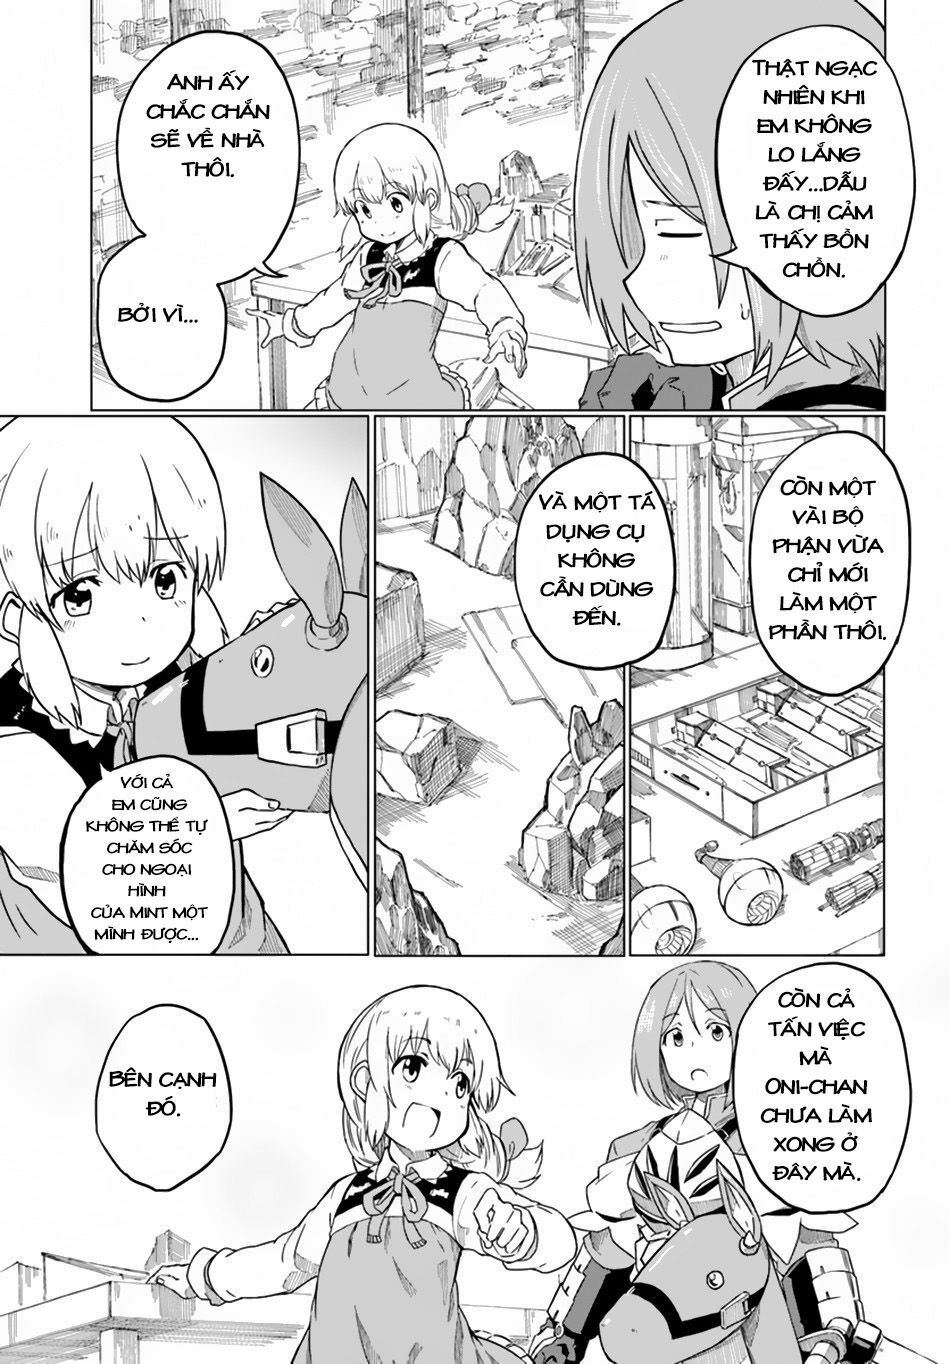 THẬT NGẠC
NHIÊN KHI
EM KHÔNG
LO LẮNG
ĐẤY...DẪU
LÀ CHỊ CẢM
THẤY BỒN
CHỒN.
ANH ẤY
CHẮC CHẮN
SẼ VỀ NHÀ
THÔI.
BỞI VÌ...
CÒN MỘT
VÀI BỘ
PHẬN VỪA
CHỈ MỚI
LÀM MỘT
PHẦN THÔI.
VÀ MỘT TÁ
DỤNG CỤ
KHÔNG
CẦN DÙNG
ĐẾN.
VỚI CẢ
EM CŨNG
KHÔNG THỂ TỰ
CHĂM SÓC
CHO NGOẠI
HÌNH
CỦA MINT MỘT
MÌNH ĐƯỢC...
CÒN CẢ
TẤN VIỆC
MÀ
ONI-CHAN
CHƯA LÀM
XONG Ở
ĐÂY MÀ.
BÊN CẠNH
ĐÓ.